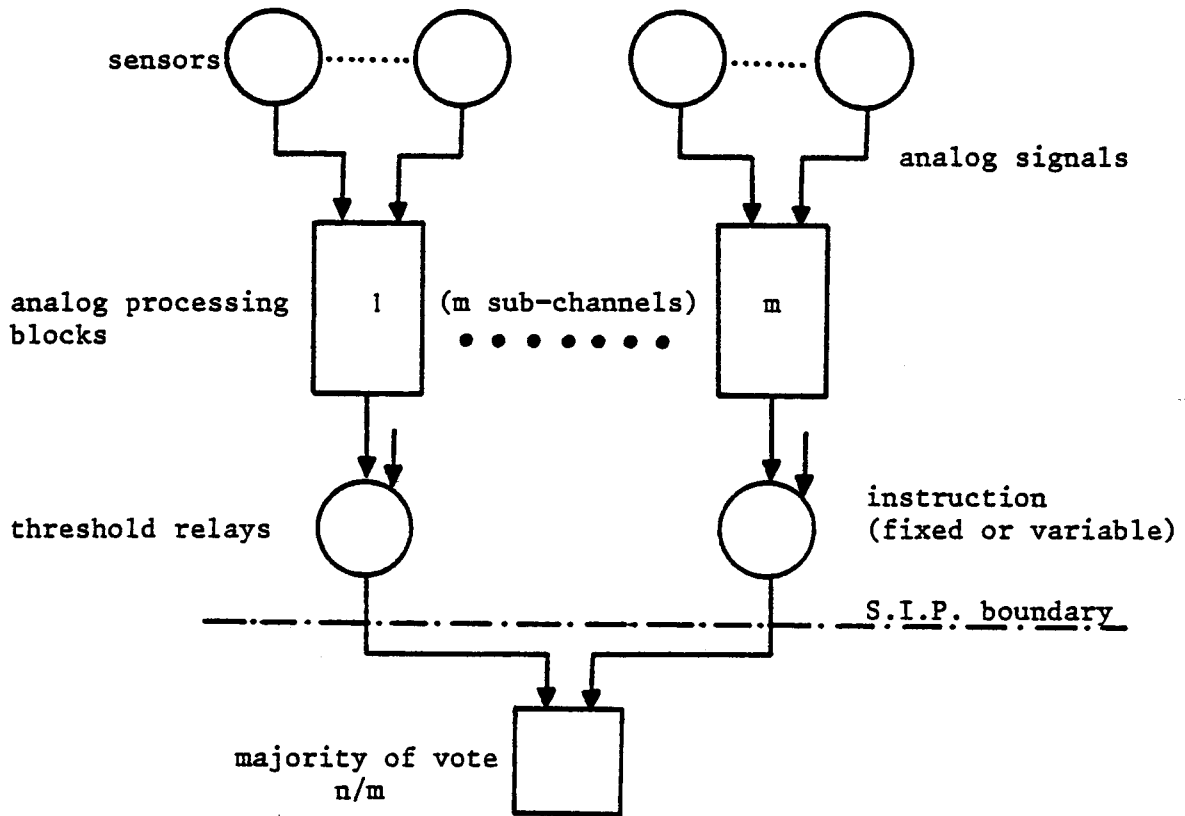 sensors
analog signals
analog processing
blocks
1
(m sub-channels)
m
threshold relays
instruction
(fixed or variable)
S.I.P. boundary
majority of vote
n/m